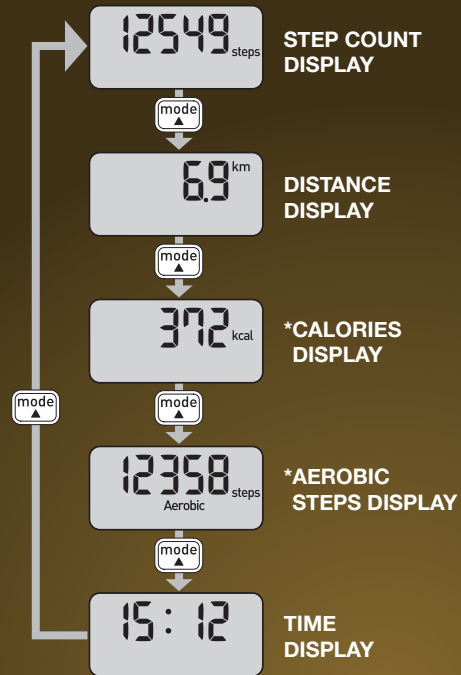 12549 steps
STEP COUNT
DISPLAY
mode
6.9 km
DISTANCE
DISPLAY
mode
372 kcal
*CALORIES
DISPLAY
mode
mode
12358 steps
Aerobic
*AEROBIC
STEPS DISPLAY
mode
15:12
TIME
DISPLAY